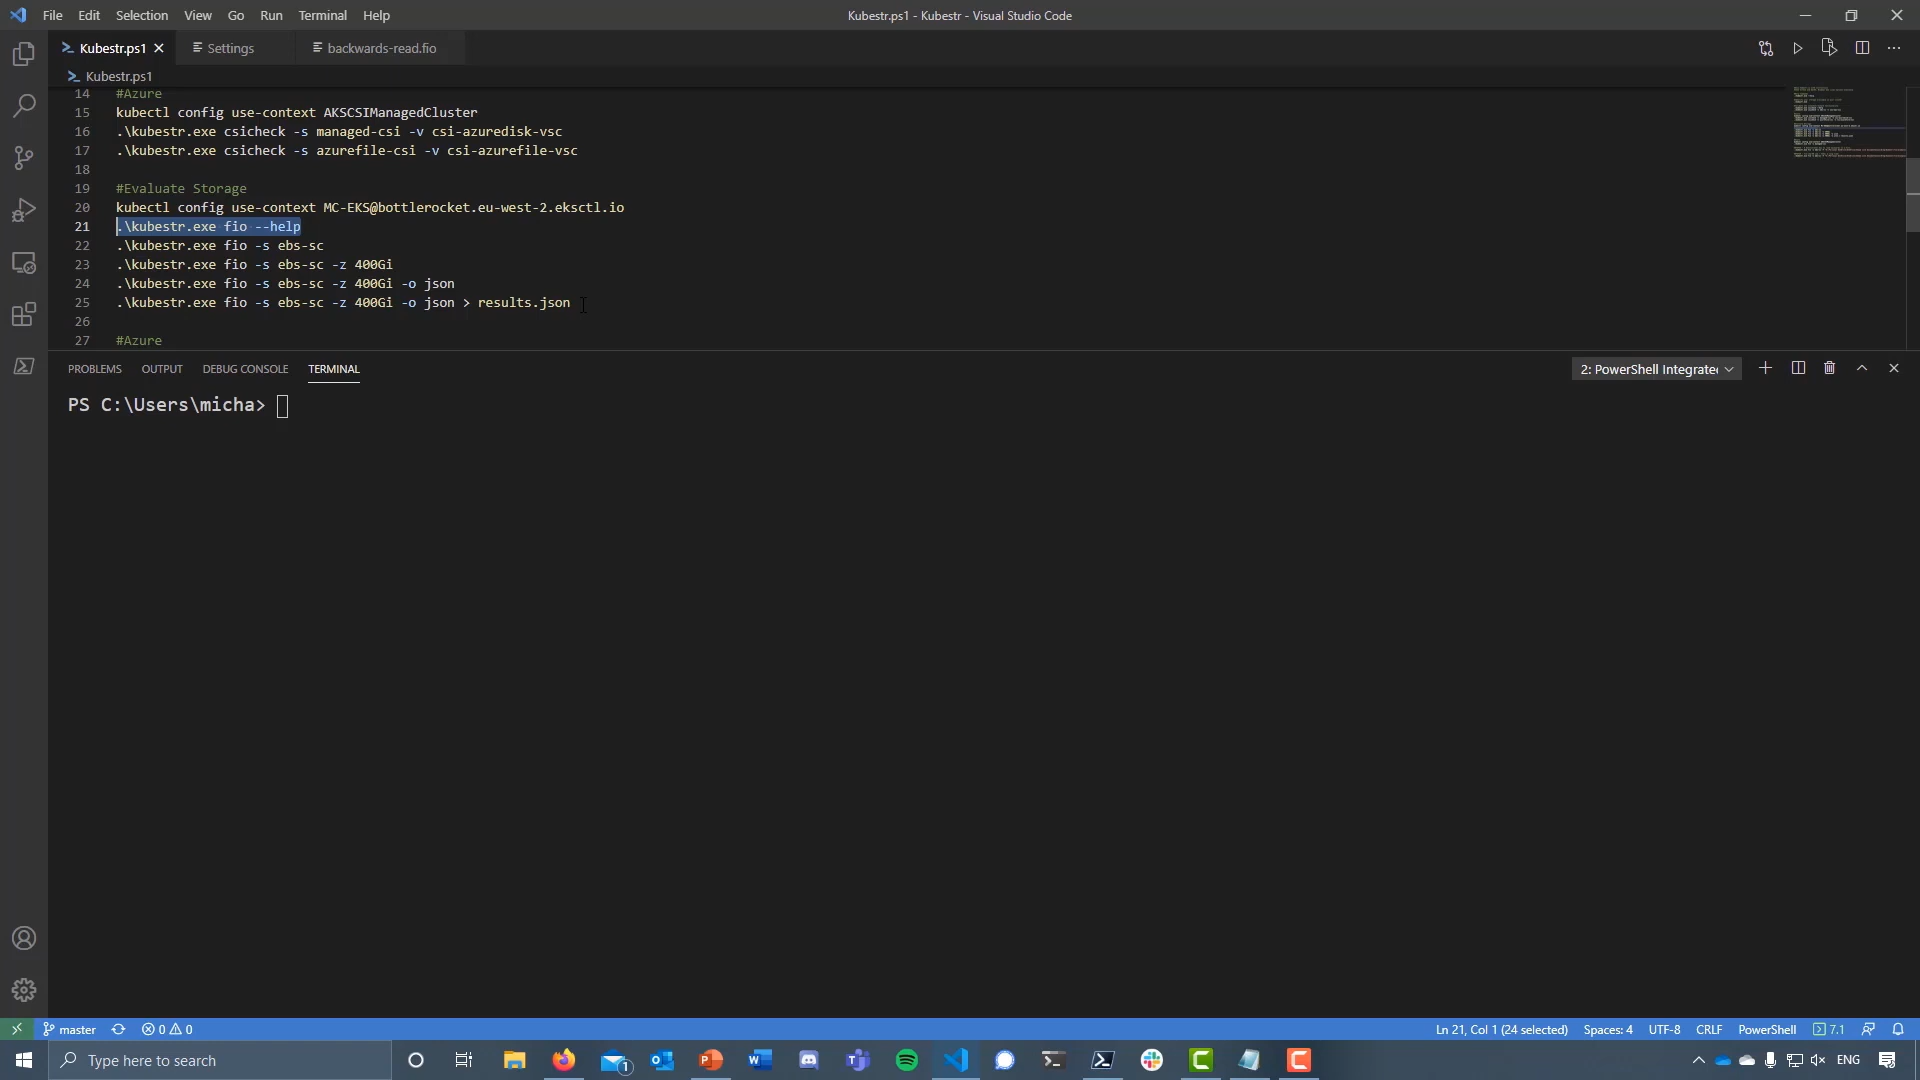 File Edit Selection View Go Run Terminal Help
Kubestr.ps1 - Kubestr - Visual Studio Code
Kubestr.ps1
Settings
backwards-read.fio
Kubestr.ps1
14 #Azure
15 kubectl config use-context AKSCSIManagedCluster
16 .\kubestr.exe csicheck -s managed-csi -v csi-azuredisk-vsc
17 .\kubestr.exe csicheck -s azurefile-csi -v csi-azurefile-vsc
18
19 #Evaluate Storage
20 kubectl config use-context MC-EKS@bottlerocket.eu-west-2.eksctl.io
21 .\kubestr.exe fio --help
22 .\kubestr.exe fio -s ebs-sc
23 .\kubestr.exe fio -s ebs-sc -z 400Gi
24 .\kubestr.exe fio -s ebs-sc -z 400Gi -o json
25 .\kubestr.exe fio -s ebs-sc -z 400Gi -o json > results.json
26
27 #Azure
PROBLEMS OUTPUT DEBUG CONSOLE TERMINAL
2: PowerShell Integrated
PS C:\Users\micha>
master
0 0
Ln 21, Col 1 (24 selected) Spaces: 4 UTF-8 CRLF PowerShell 7.1
Type here to search
1
ENG